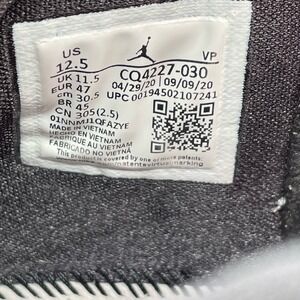 US VP
12.5 CQ4227-030
UK 11.5 04/29/20 09/09/20
EUR 47 UPC 00194502107241
cm 30.5
BR 45
CN 305(2.5)
MADE IN VIETNAM
FABRIQUÉ AU VIETNAM
FABRICADO NO VIETNÃ
This product is covered by one or more patents.